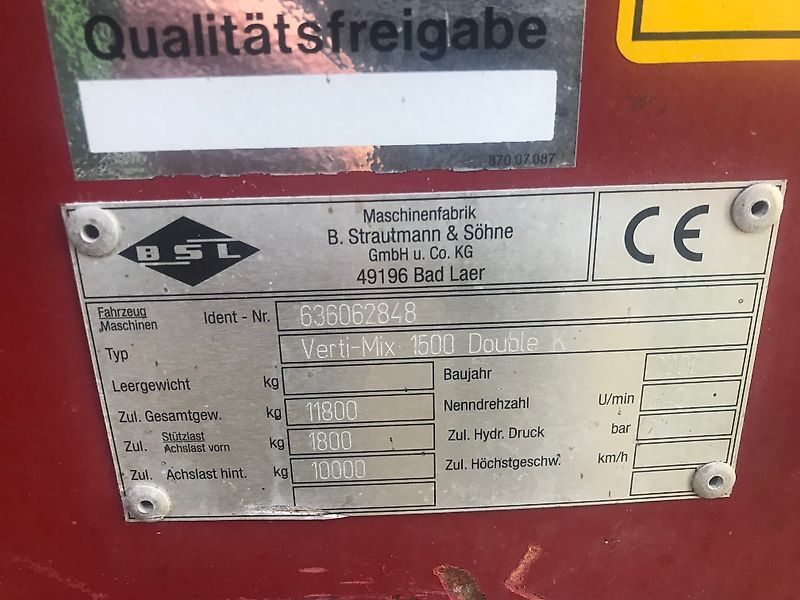 Qualitätsfreigabe
870 07 087
BSL
Maschinenfabrik
B. Strautmann & Söhne
GmbH u. Co. KG
49196 Bad Laer
CE
Fahrzeug
Maschinen
Ident - Nr. 636062848
Typ Verti-Mix 1500 Double K
Leergewicht kg
Zul. Gesamtgew. kg 11800
Zul. Stützlast
Achslast vorn kg 1800
Zul. Achslast hint. kg 10000
Baujahr
Nenndrehzahl U/min
Zul. Hydr. Druck bar
Zul. Höchstgeschw. km/h